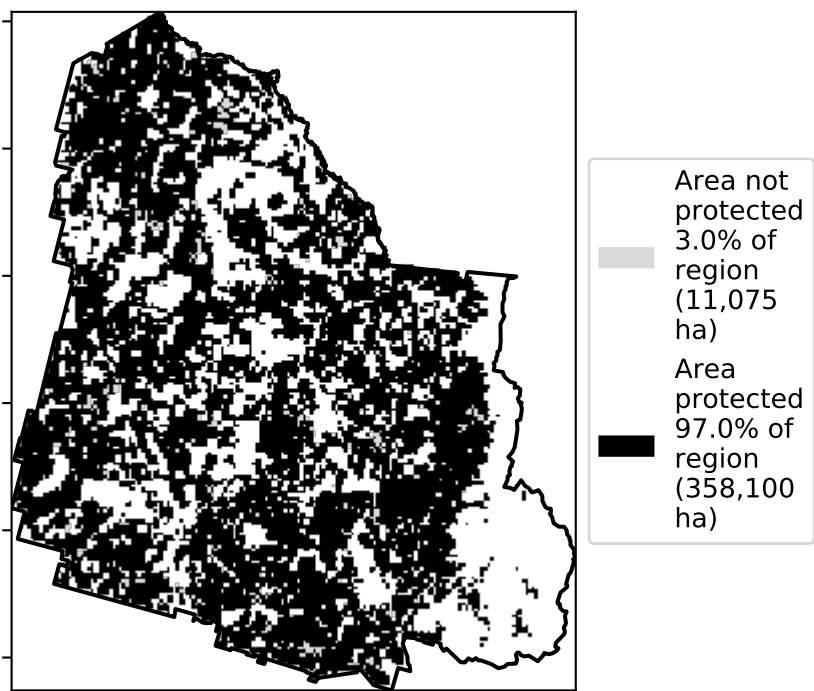 Area not
protected
3.0% of
region
(11,075
ha)
Area
protected
97.0% of
region
(358,100
ha)